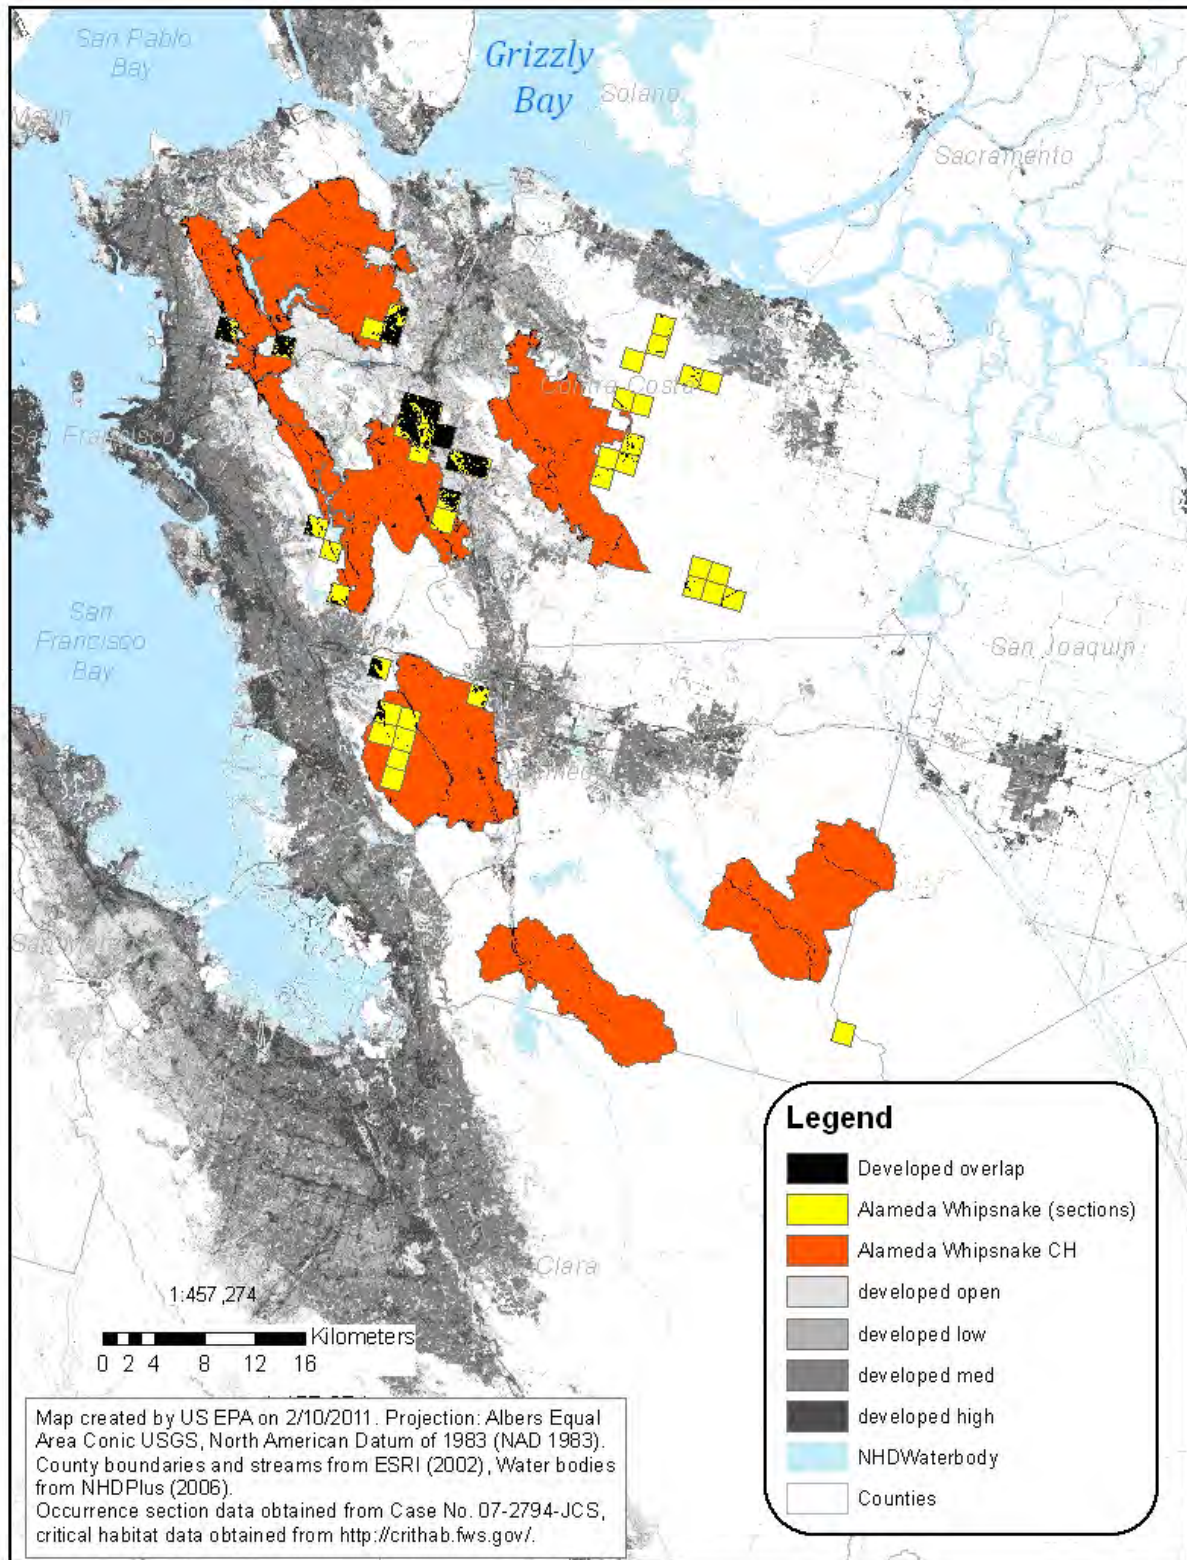 San Pablo
Bay
Grizzly
Bay
Solano
Marin
Sacramento
Contra Costa
San Francisco
San
Francisco
Bay
San Joaquin
San Mateo
Clara
1:457,274
Kilometers
0 2 4 8 12 16
Legend
Developed overlap
Alameda Whipsnake (sections)
Alameda Whipsnake CH
developed open
developed low
developed med
developed high
NHDWaterbody
Counties
Map created by US EPA on 2/10/2011. Projection: Albers Equal
Area Conic USGS, North American Datum of 1983 (NAD 1983).
County boundaries and streams from ESRI (2002), Water bodies
from NHDPlus (2006).
Occurrence section data obtained from Case No. 07-2794-JCS,
critical habitat data obtained from http://crithab.fws.gov/.